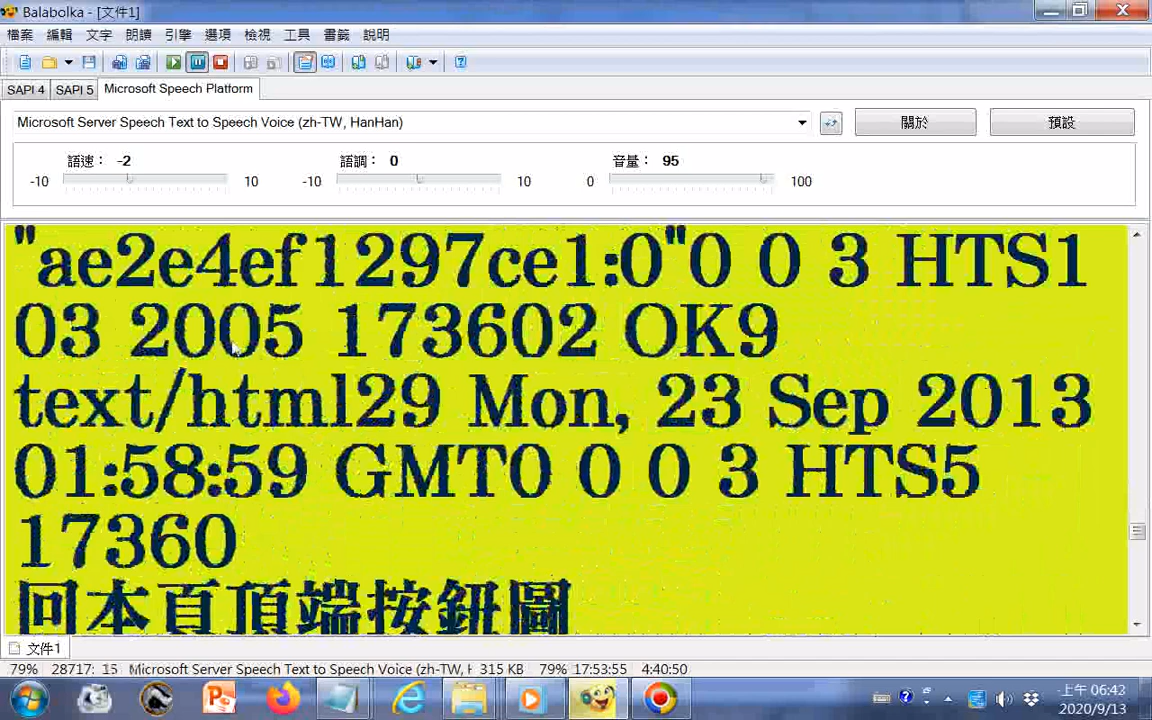 Balabolka - [文件1]
檔案 編輯 文字 朗讀 引擎 選項 檢視 工具 書籤 說明
SAPI 4 SAPI 5 Microsoft Speech Platform
Microsoft Server Speech Text to Speech Voice (zh-TW, HanHan) 關於 預設
語速： -2 語調： 0 音量： 95
-10 10 -10 10 0 100
"ae2e4ef1297ce1:0"0 0 3 HTS1
03 2005 173602 OK9
text/html29 Mon, 23 Sep 2013
01:58:59 GMT0 0 0 3 HTS5
17360
回本頁頂端按鈕圖
文件1
79% 28717: 15 Microsoft Server Speech Text to Speech Voice (zh-TW, H 315 KB 79% 17:53:55 4:40:50
上午 06:42
2020/9/13